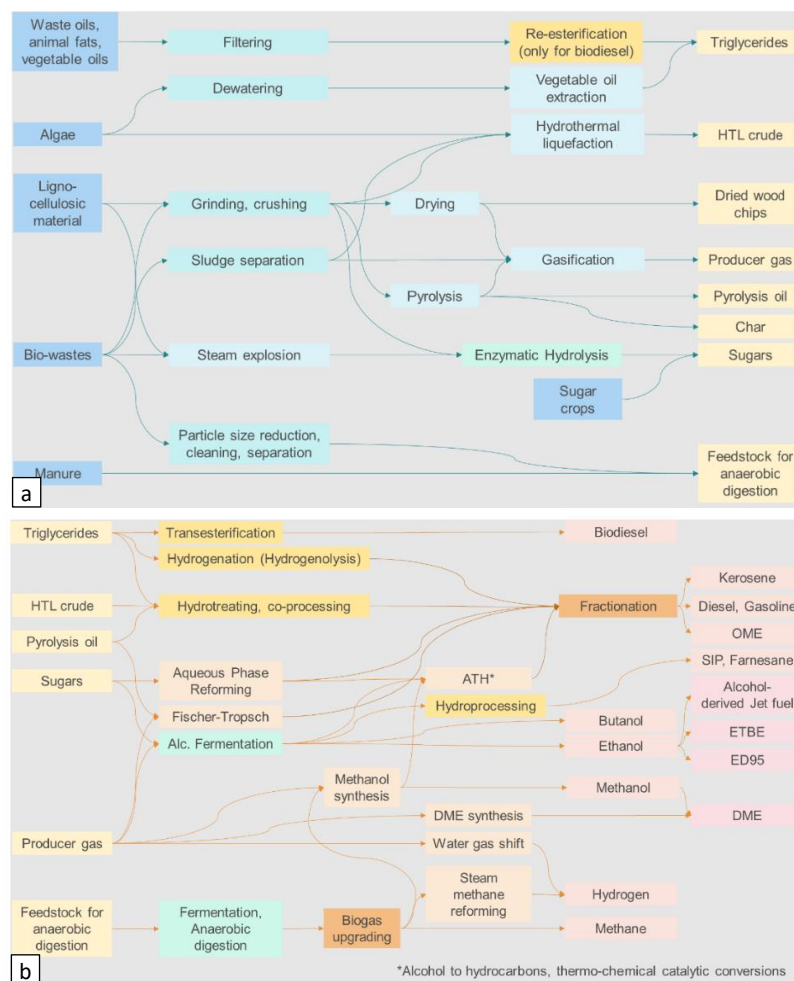 Waste oils,
animal fats,
vegetable oils
Filtering
Re-esterification
(only for biodiesel)
Triglycerides
Dewatering
Vegetable oil
extraction
Algae
Hydrothermal
liquefaction
HTL crude
Ligno-
cellulosic
material
Grinding, crushing
Drying
Dried wood
chips
Sludge separation
Gasification
Producer gas
Pyrolysis
Pyrolysis oil
Char
Bio-wastes
Steam explosion
Enzymatic Hydrolysis
Sugars
Sugar
crops
Particle size reduction,
cleaning, separation
Manure
Feedstock for
anaerobic
digestion
a
Triglycerides
Transesterification
Biodiesel
Hydrogenation (Hydrogenolysis)
Kerosene
HTL crude
Hydrotreating, co-processing
Fractionation
Diesel, Gasoline
Pyrolysis oil
OME
Sugars
Aqueous Phase
Reforming
ATH*
SIP, Farnesane
Fischer-Tropsch
Hydroprocessing
Alcohol-
derived Jet fuel
Alc. Fermentation
Butanol
Ethanol
ETBE
ED95
Methanol
synthesis
Methanol
DME synthesis
DME
Producer gas
Water gas shift
Steam
methane
reforming
Hydrogen
Feedstock for
anaerobic
digestion
Fermentation,
Anaerobic
digestion
Biogas
upgrading
Methane
b
*Alcohol to hydrocarbons, thermo-chemical catalytic conversions